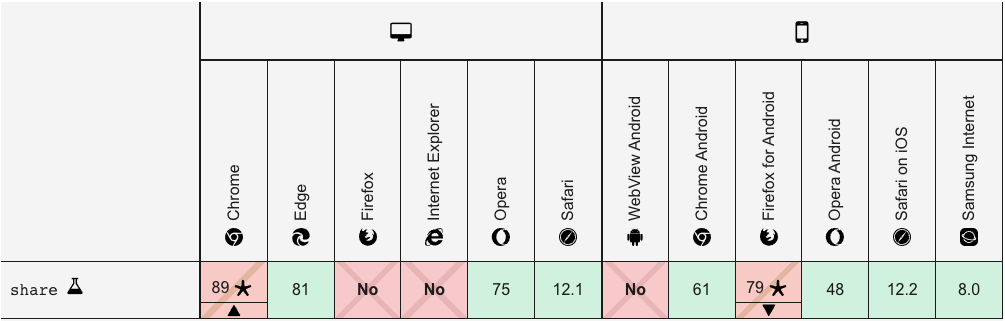 Chrome
Edge
Firefox
Internet Explorer
Opera
Safari
WebView Android
Chrome Android
Firefox for Android
Opera Android
Safari on iOS
Samsung Internet
share 89 81 No No 75 12.1 No 61 79 48 12.2 8.0